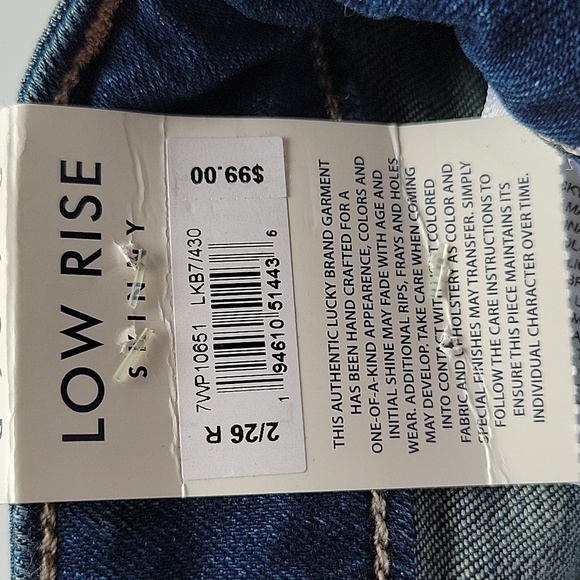 LOW RISE
SKINNY
$99.00
7WP10651 LKB7/430
1 94610 51443 6
2/26 R
THIS AUTHENTIC LUCKY BRAND GARMENT
HAS BEEN HAND CRAFTED FOR A
ONE-OF-A-KIND APPEARENCE, COLORS AND
INITIAL SHINE MAY FADE WITH AGE AND
WEAR. ADDITIONAL RIPS, FRAYS AND HOLES
MAY DEVELOP. TAKE CARE WHEN COMING
INTO CONTACT WITH COLORED
FABRIC AND UPHOLSTERY AS COLOR AND
SPECIAL FINISHES MAY TRANSFER. SIMPLY
FOLLOW THE CARE INSTRUCTIONS TO
ENSURE THIS PIECE MAINTAINS ITS
INDIVIDUAL CHARACTER OVER TIME.